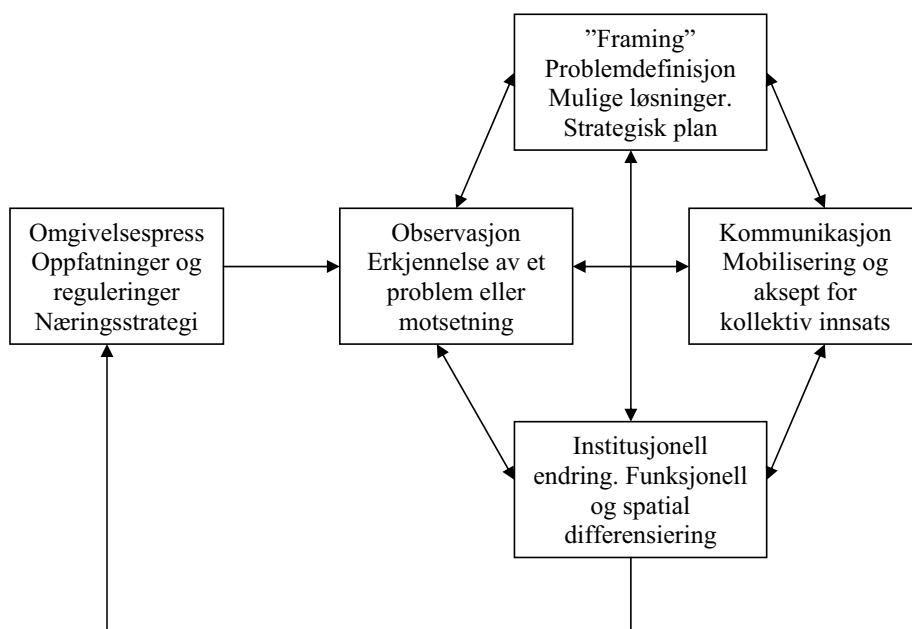 ”Framing”
Problemdefinisjon
Mulige løsninger.
Strategisk plan
Omgivelsespress
Oppfatninger og
reguleringer
Næringsstrategi
Observasjon
Erkjennelse av et
problem eller
motsetning
Kommunikasjon
Mobilisering og
aksept for
kollektiv innsats
Institusjonell
endring. Funksjonell
og spatial
differensiering